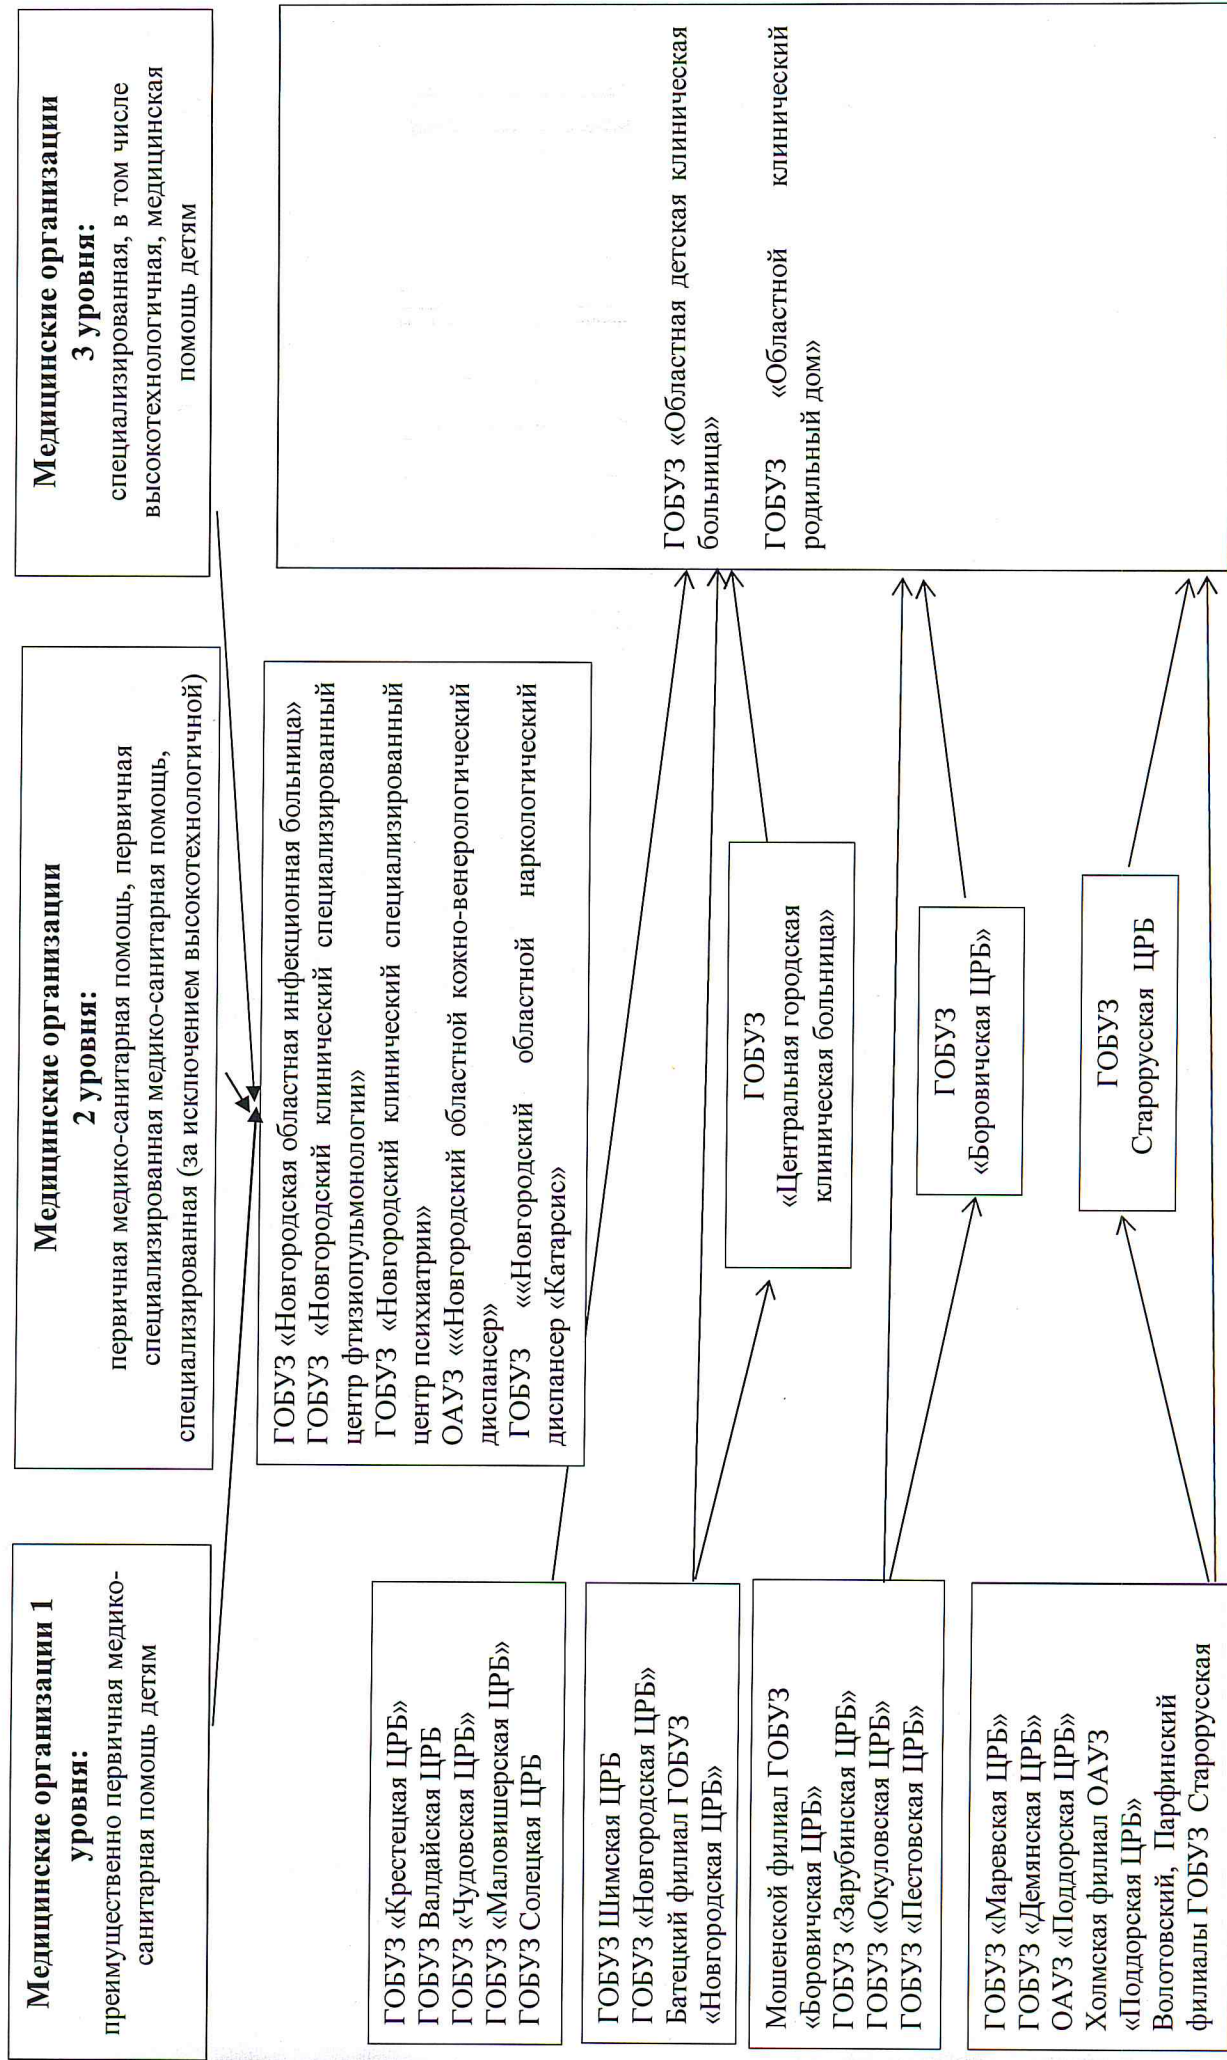 Медицинские организации 1
уровня:
преимущественно первичная медико-
санитарная помощь детям
Медицинские организации
2 уровня:
первичная медико-санитарная помощь, первичная
специализированная медико-санитарная помощь,
специализированная (за исключением высокотехнологичной)
Медицинские организации
3 уровня:
специализированная, в том числе
высокотехнологичная, медицинская
помощь детям
ГОБУЗ «Новгородская областная инфекционная больница»
ГОБУЗ «Новгородский клинический специализированный
центр фтизиопульмонологии»
ГОБУЗ «Новгородский клинический специализированный
центр психиатрии»
ОАУЗ ««Новгородский областной кожно-венерологический
диспансер»
ГОБУЗ ««Новгородский областной наркологический
диспансер «Катарсис»
ГОБУЗ «Крестецкая ЦРБ»
ГОБУЗ Валдайская ЦРБ
ГОБУЗ «Чудовская ЦРБ»
ГОБУЗ «Маловишерская ЦРБ»
ГОБУЗ Солецкая ЦРБ
ГОБУЗ Шимская ЦРБ
ГОБУЗ «Новгородская ЦРБ»
Батецкий филиал ГОБУЗ
«Новгородская ЦРБ»
Мошенской филиал ГОБУЗ
«Боровичская ЦРБ»
ГОБУЗ «Зарубинская ЦРБ»
ГОБУЗ «Окуловская ЦРБ»
ГОБУЗ «Пестовская ЦРБ»
ГОБУЗ «Маревская ЦРБ»
ГОБУЗ «Демянская ЦРБ»
ОАУЗ «Поддорская ЦРБ»
Холмская филиал ОАУЗ
«Поддорская ЦРБ»
Волотовский, Парфинский
филиалы ГОБУЗ Старорусская
ГОБУЗ
«Центральная городская
клиническая больница»
ГОБУЗ
«Боровичская ЦРБ»
ГОБУЗ
Старорусская ЦРБ
ГОБУЗ «Областная детская клиническая
больница»
ГОБУЗ «Областной клинический
родильный дом»